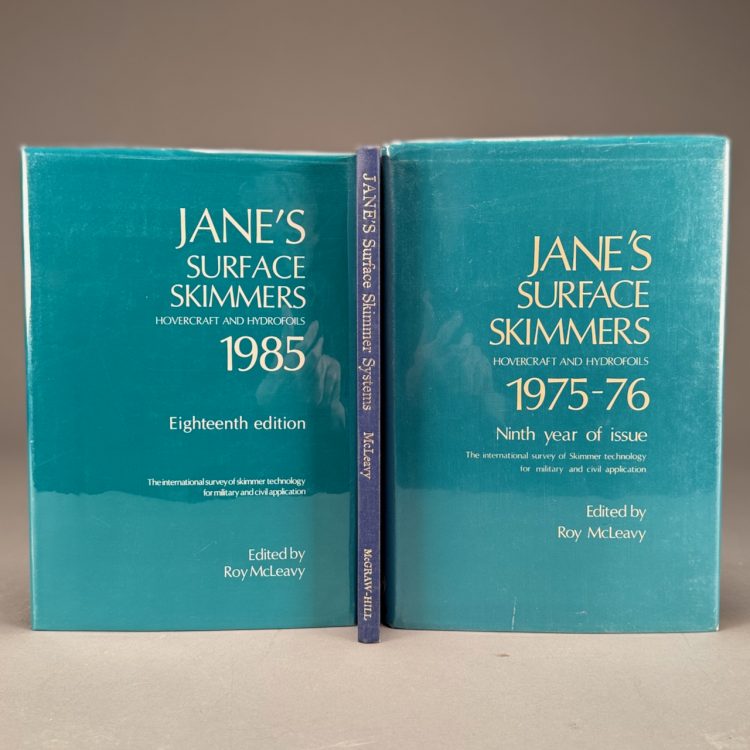 JANE'S
SURFACE
SKIMMERS
HOVERCRAFT AND HYDROFOILS
1985
Eighteenth edition
The international survey of skimmer technology
for military and civil application
Edited by
Roy McLeavy
JANE'S Surface Skimmer Systems McLeavy McGRAW-HILL
JANE'S
SURFACE
SKIMMERS
HOVERCRAFT AND HYDROFOILS
1975-76
Ninth year of issue
The international survey of Skimmer technology
for military and civil application
Edited by
Roy McLeavy